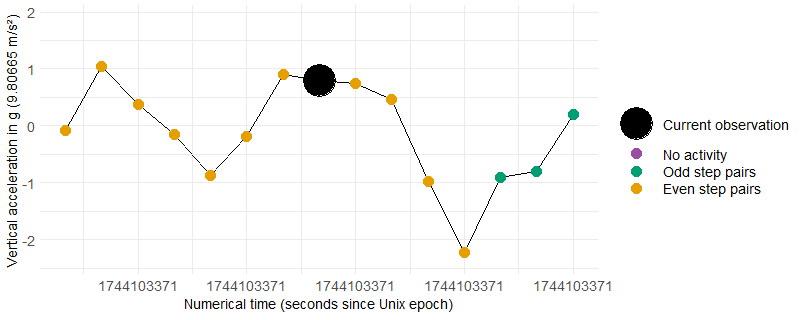 Vertical acceleration in g (9.80665 m/s²)
2
1
0
-1
-2
1744103371 1744103371 1744103371 1744103371 1744103371
Numerical time (seconds since Unix epoch)
Current observation
No activity
Odd step pairs
Even step pairs